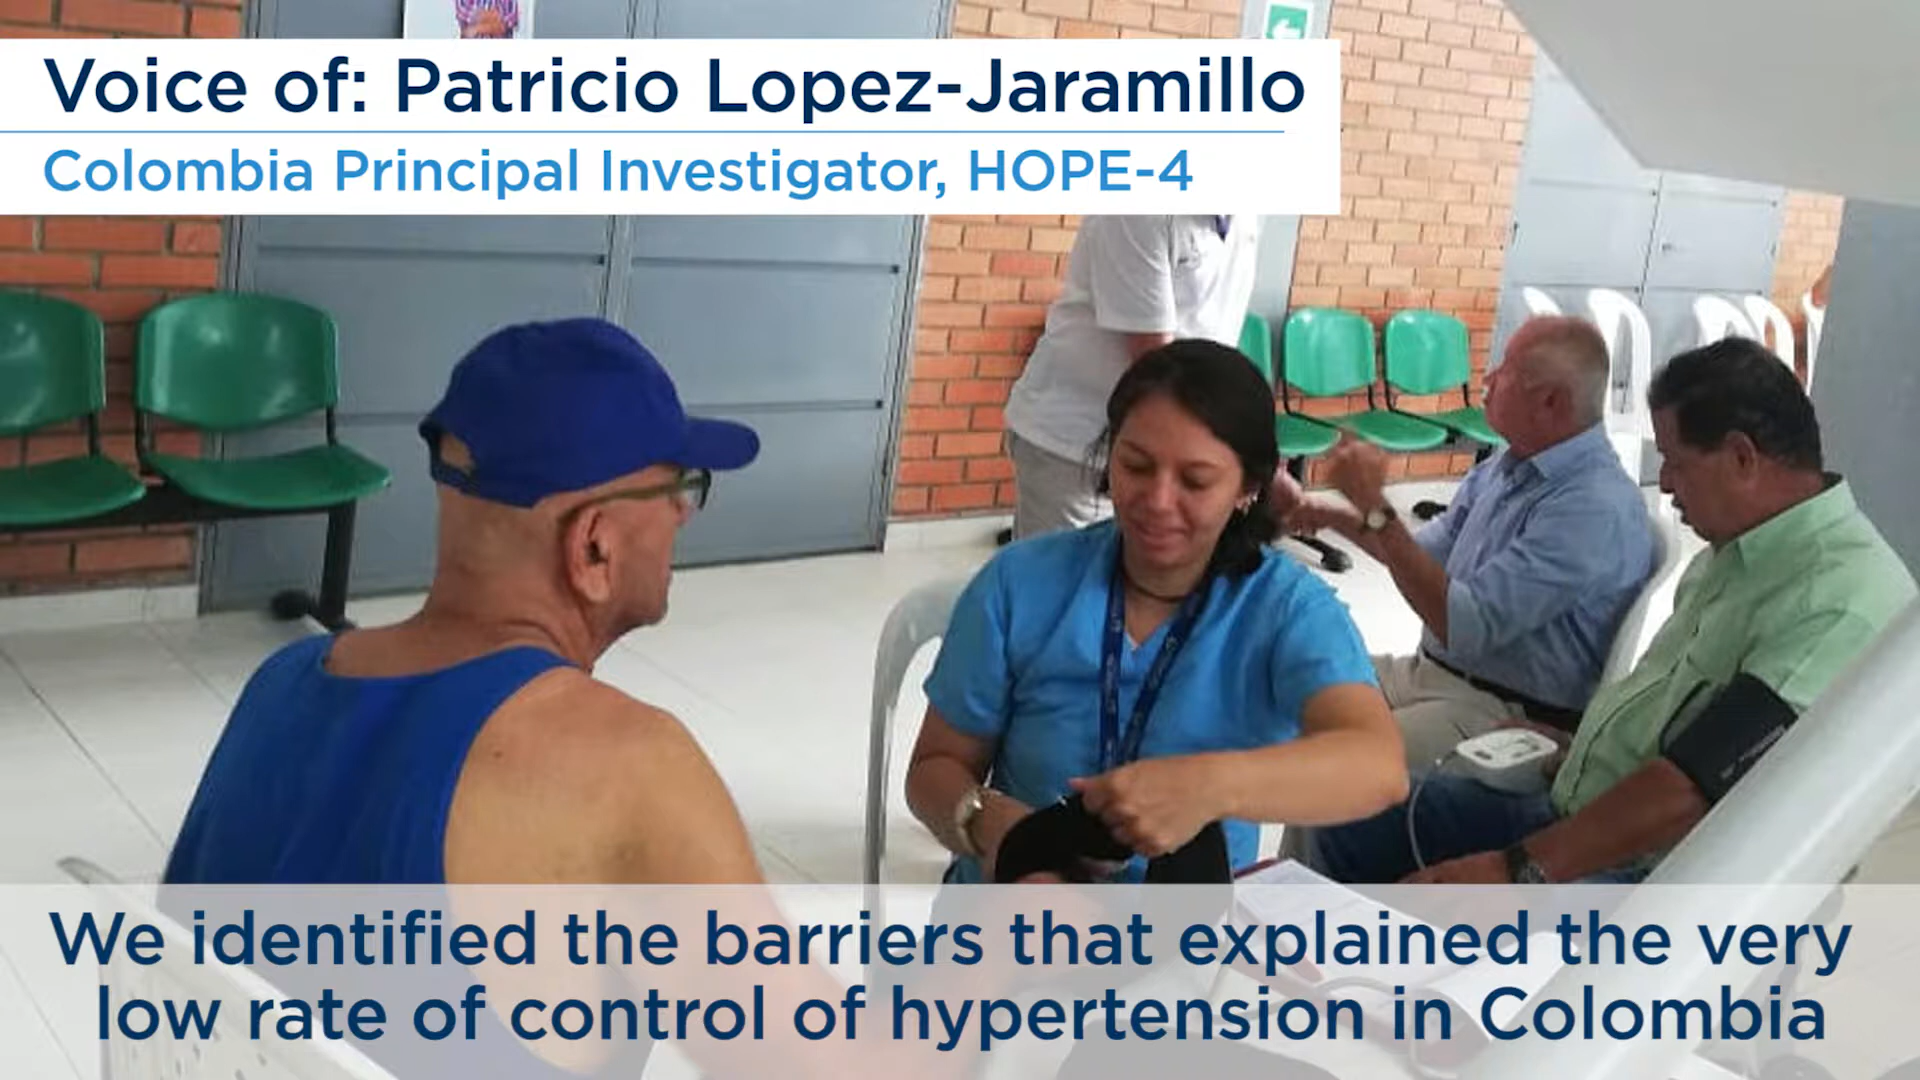 Voice of: Patricio Lopez-Jaramillo
Colombia Principal Investigator, HOPE-4
We identified the barriers that explained the very
low rate of control of hypertension in Colombia